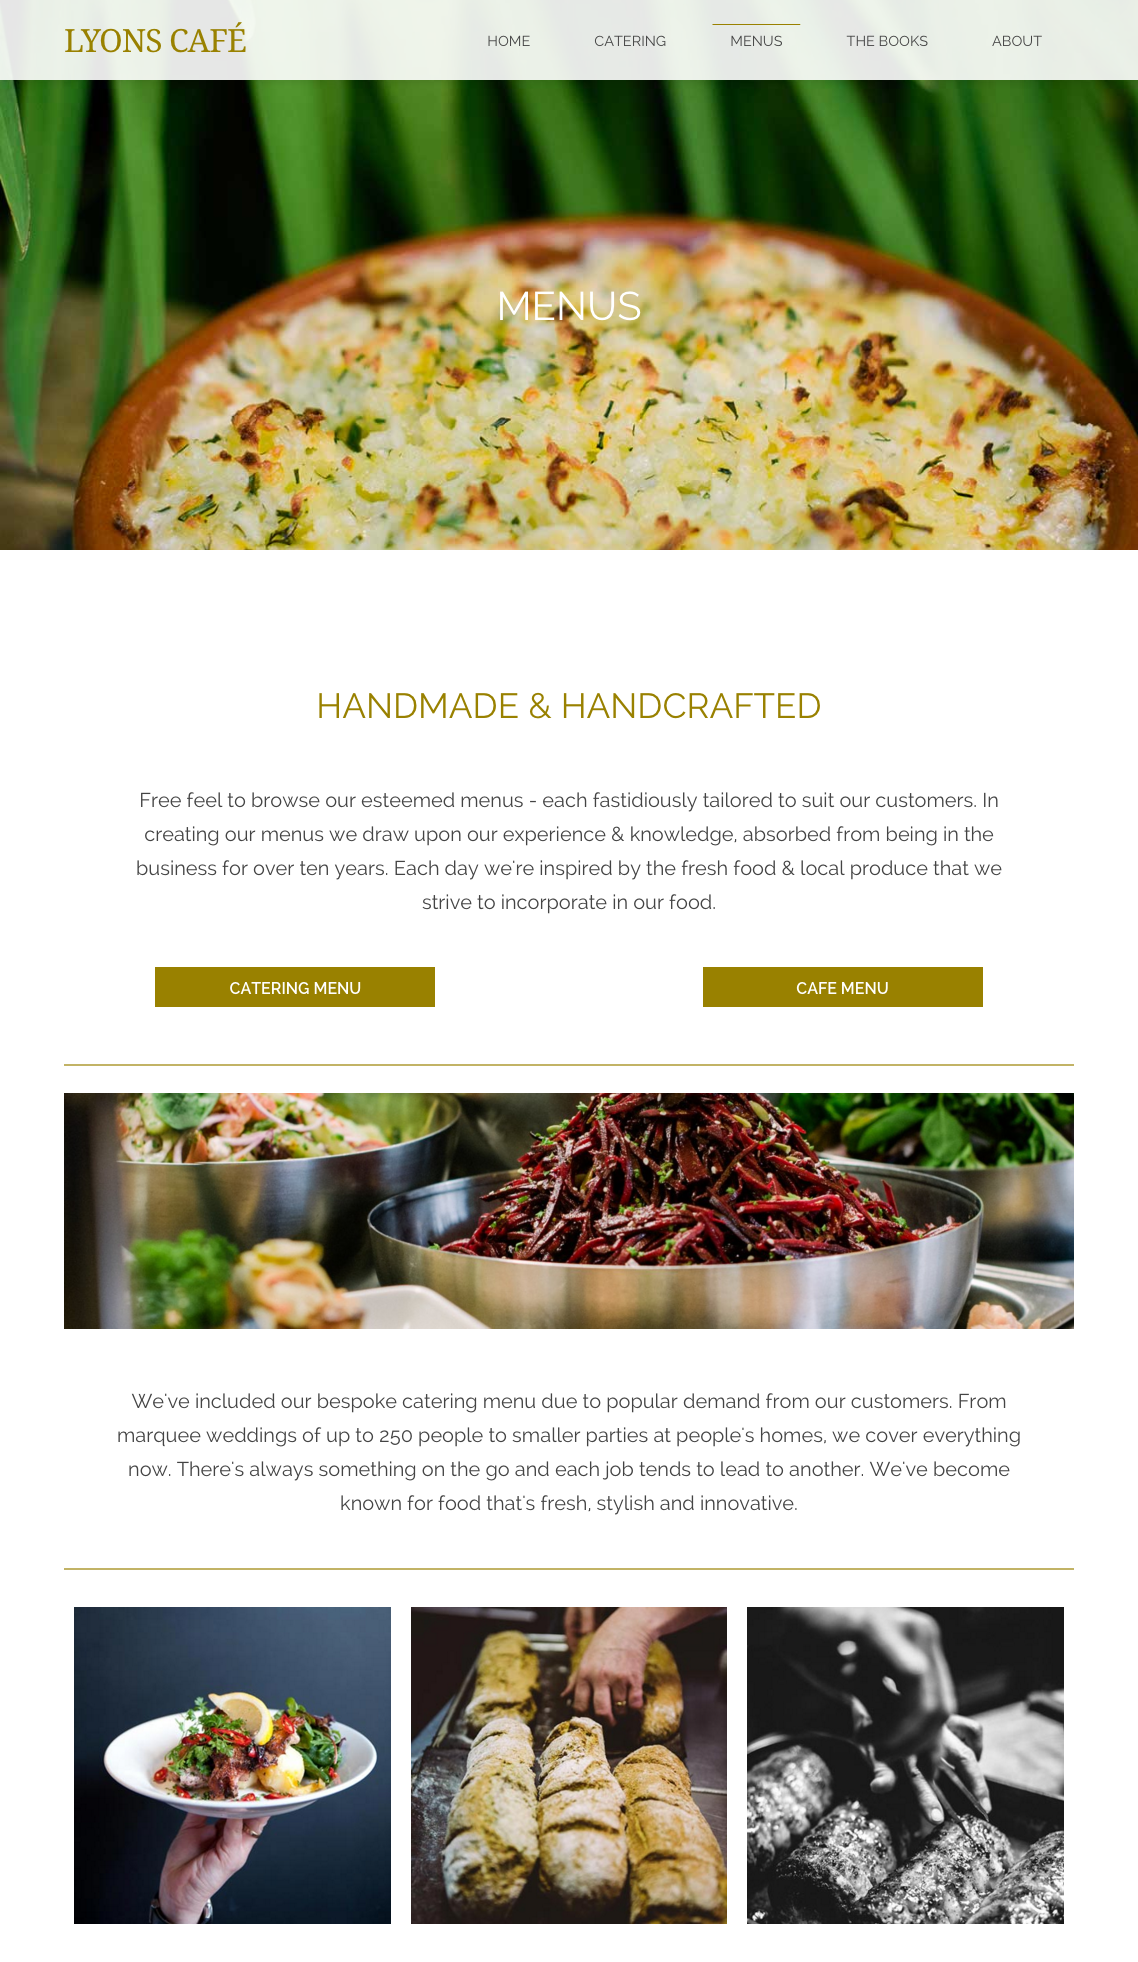 LYONS CAFÉ
HOME
CATERING
MENUS
THE BOOKS
ABOUT
MENUS
HANDMADE & HANDCRAFTED
Free feel to browse our esteemed menus - each fastidiously tailored to suit our customers. In
creating our menus we draw upon our experience & knowledge, absorbed from being in the
business for over ten years. Each day we're inspired by the fresh food & local produce that we
strive to incorporate in our food.
CATERING MENU
CAFE MENU
We've included our bespoke catering menu due to popular demand from our customers. From
marquee weddings of up to 250 people to smaller parties at people's homes, we cover everything
now. There's always something on the go and each job tends to lead to another. We've become
known for food that's fresh, stylish and innovative.